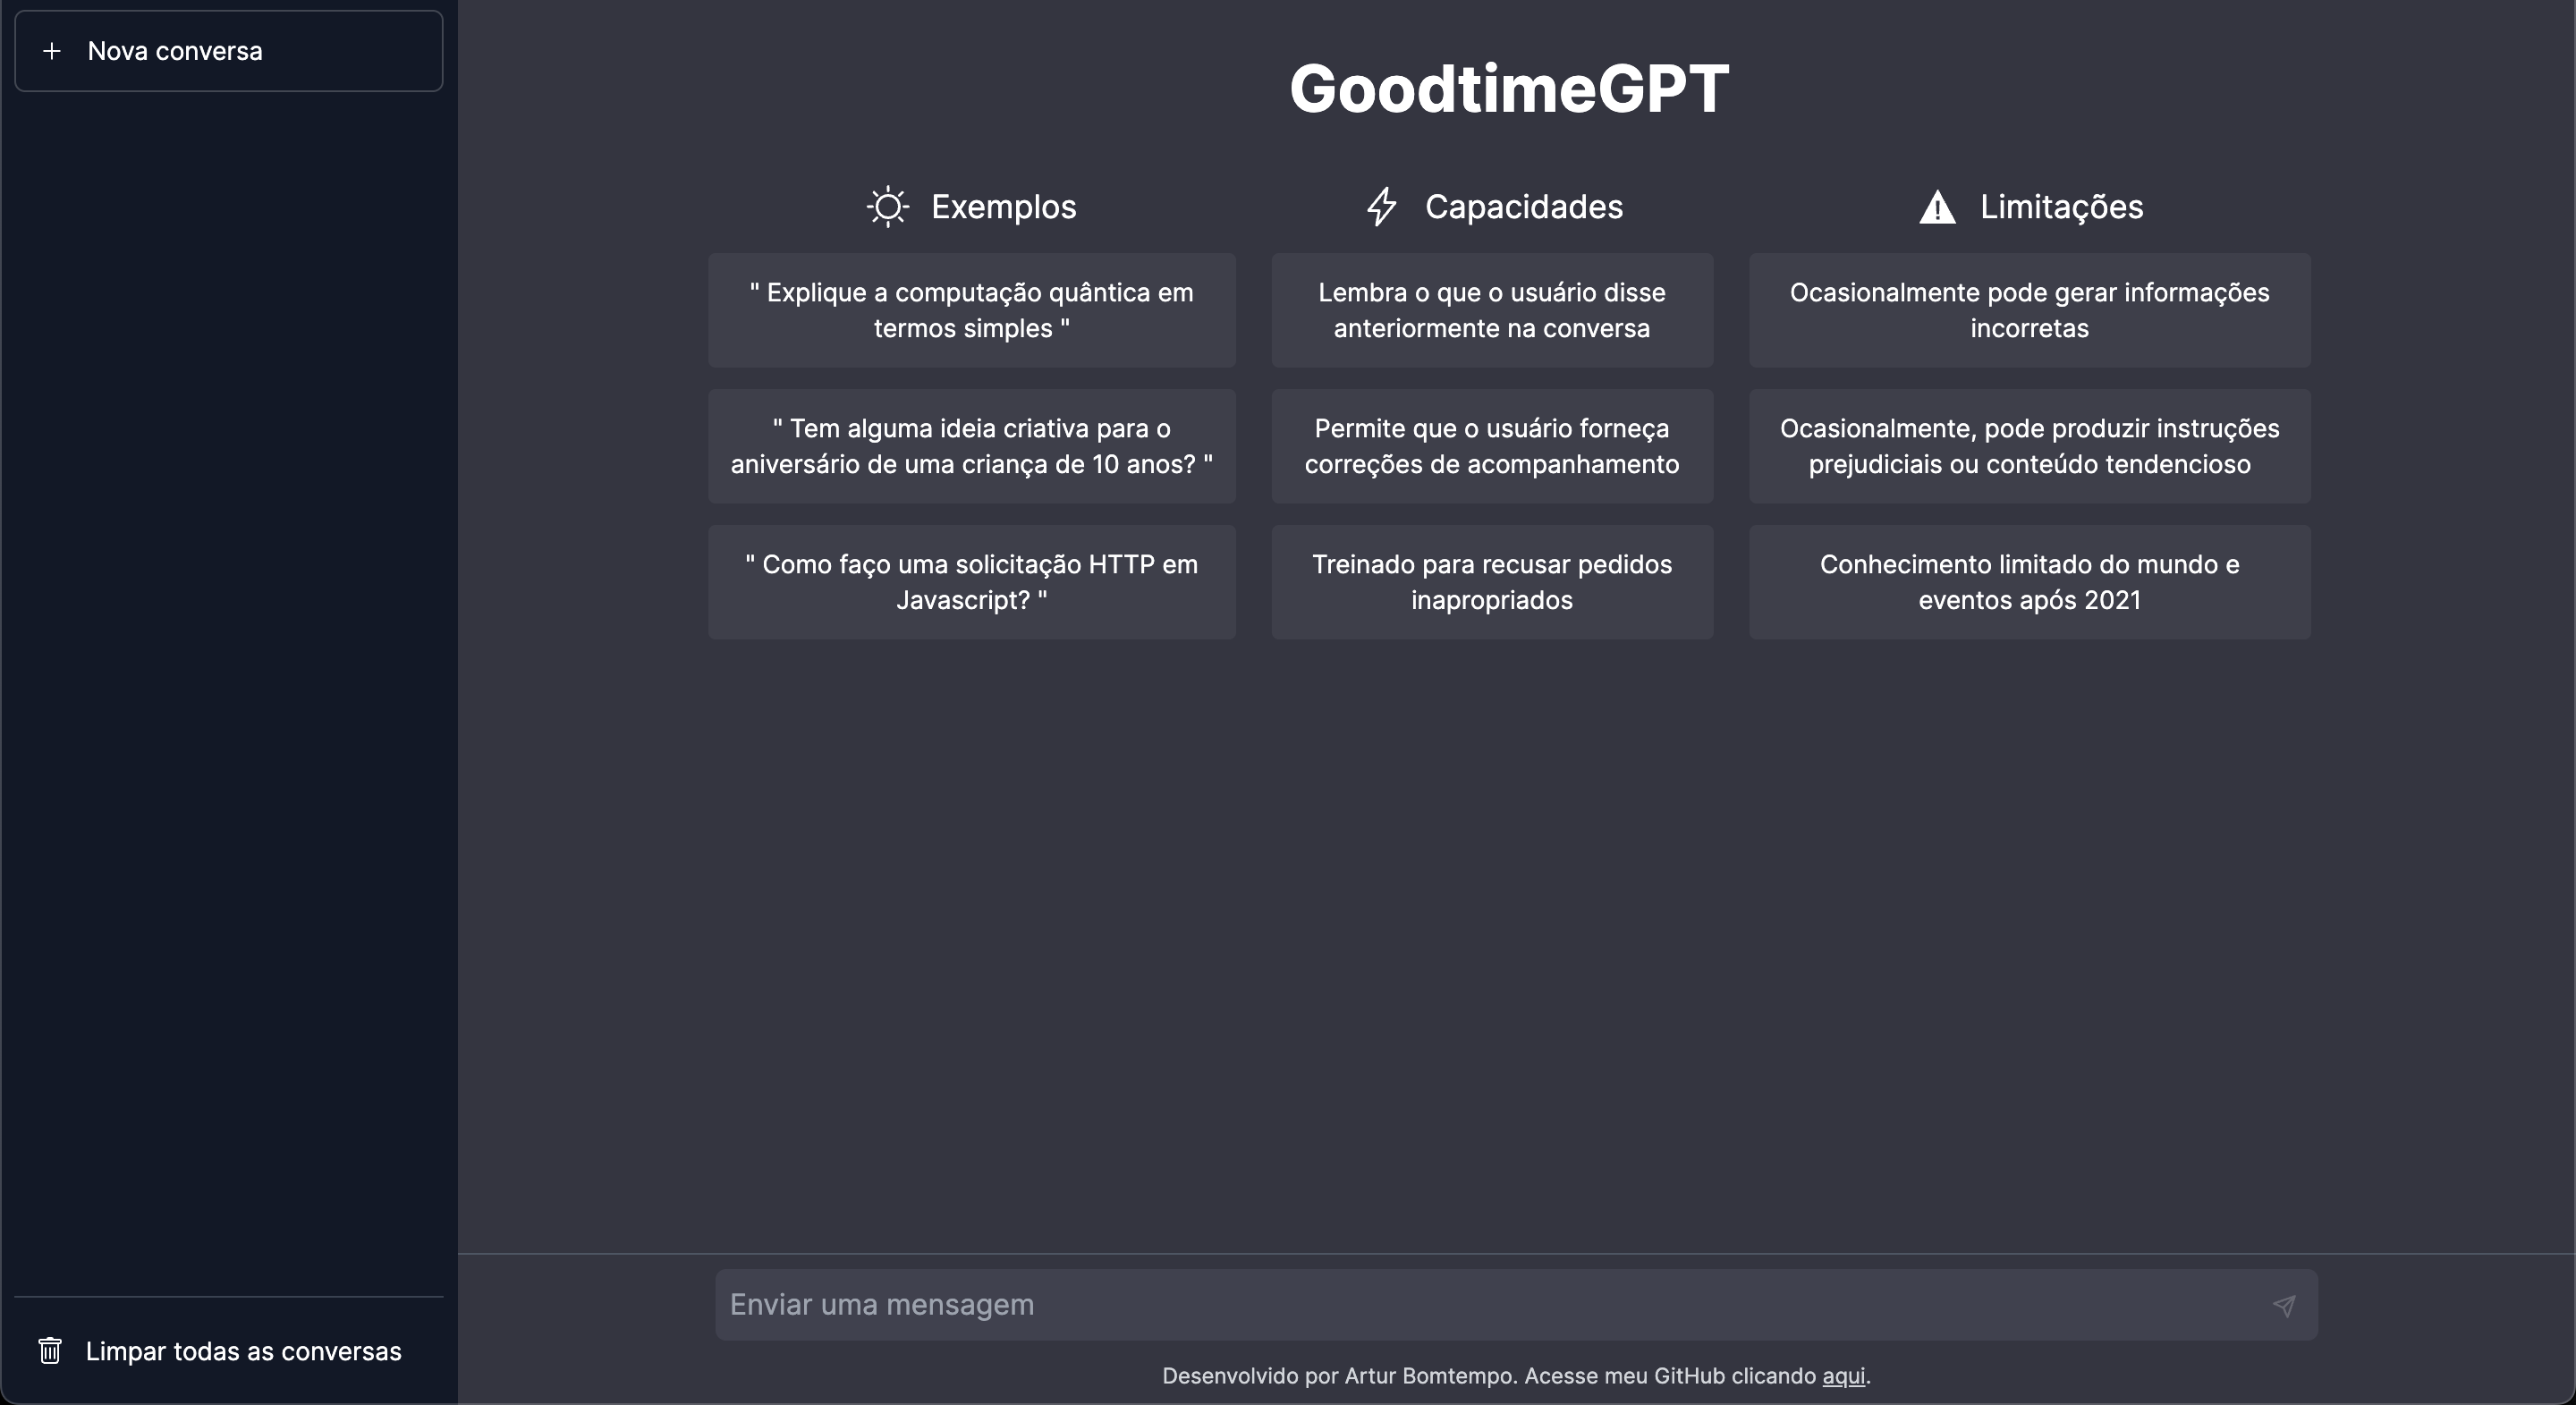 Nova conversa
GoodtimeGPT
Exemplos
" Explique a computação quântica em
termos simples "
" Tem alguma ideia criativa para o
aniversário de uma criança de 10 anos? "
" Como faço uma solicitação HTTP em
Javascript? "
Capacidades
Lembra o que o usuário disse
anteriormente na conversa
Permite que o usuário forneça
correções de acompanhamento
Treinado para recusar pedidos
inapropriados
Limitações
Ocasionalmente pode gerar informações
incorretas
Ocasionalmente, pode produzir instruções
prejudiciais ou conteúdo tendencioso
Conhecimento limitado do mundo e
eventos após 2021
Enviar uma mensagem
Limpar todas as conversas
Desenvolvido por Artur Bomtempo. Acesse meu GitHub clicando aqui.